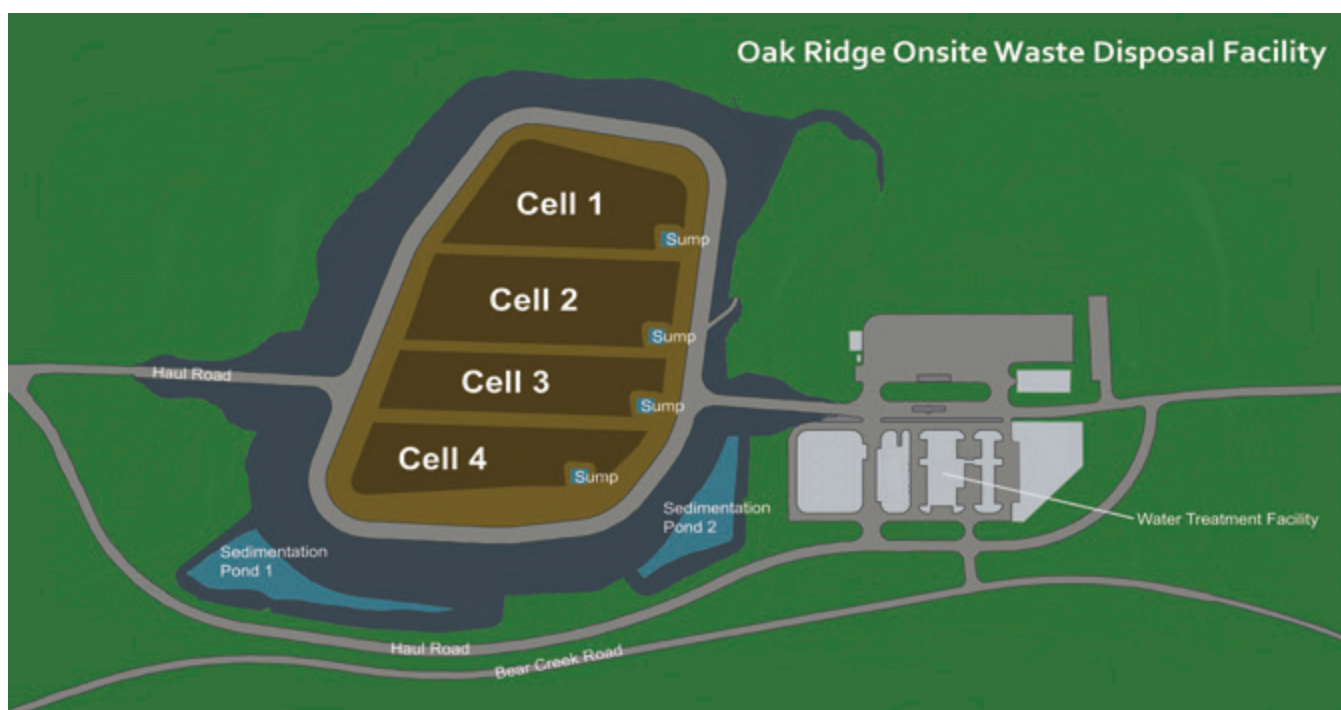 Oak Ridge Onsite Waste Disposal Facility
Cell 1
Sump
Cell 2
Sump
Haul Road
Cell 3
Sump
Cell 4
Sump
Sedimentation
Pond 2
Water Treatment Facility
Sedimentation
Pond 1
Haul Road
Bear Creek Road